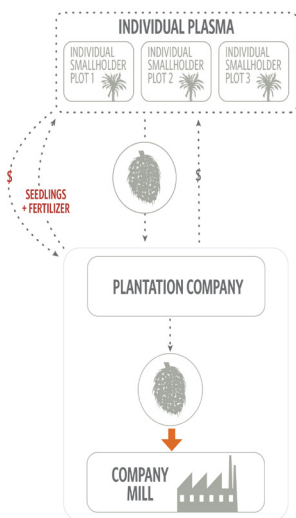 INDIVIDUAL PLASMA
INDIVIDUAL
SMALLHOLDER
PLOT 1
INDIVIDUAL
SMALLHOLDER
PLOT 2
INDIVIDUAL
SMALLHOLDER
PLOT 3
$
SEEDLINGS
+ FERTILIZER
$
PLANTATION COMPANY
COMPANY
MILL